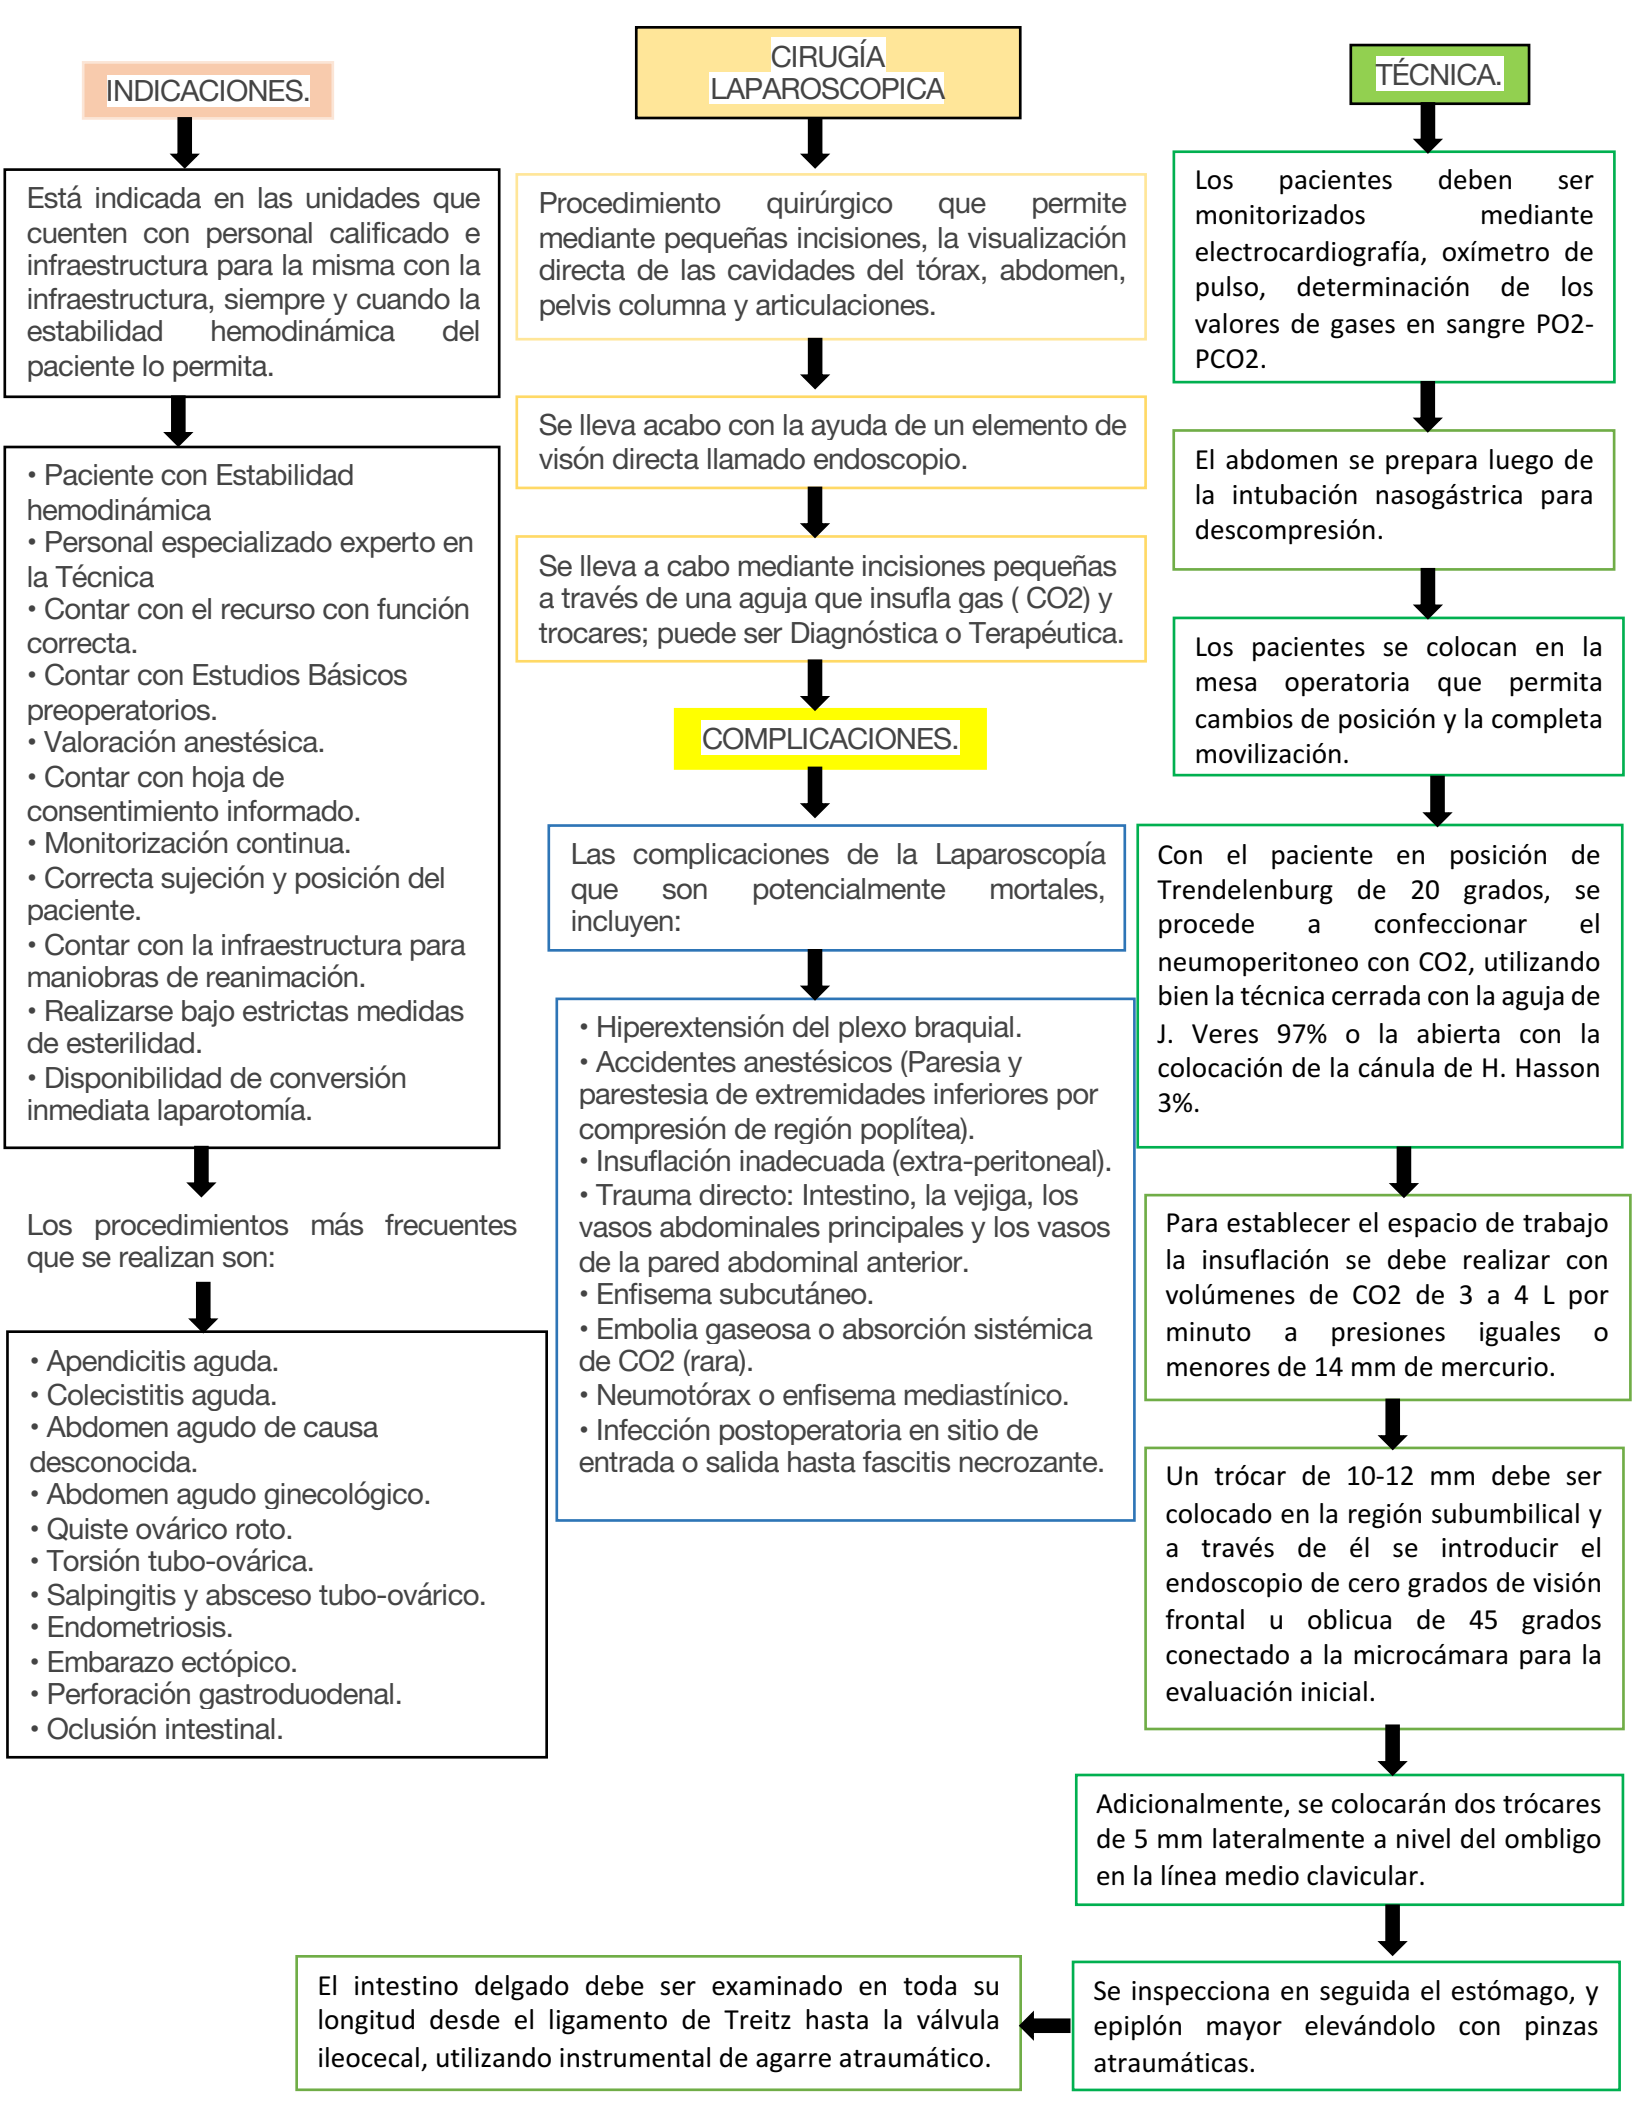 INDICACIONES.
Está indicada en las unidades que
cuenten con personal calificado e
infraestructura para la misma con la
infraestructura, siempre y cuando la
estabilidad hemodinámica del
paciente lo permita.
• Paciente con Estabilidad
hemodinámica
• Personal especializado experto en
la Técnica
• Contar con el recurso con función
correcta.
• Contar con Estudios Básicos
preoperatorios.
• Valoración anestésica.
• Contar con hoja de
consentimiento informado.
• Monitorización continua.
• Correcta sujeción y posición del
paciente.
• Contar con la infraestructura para
maniobras de reanimación.
• Realizarse bajo estrictas medidas
de esterilidad.
• Disponibilidad de conversión
inmediata laparotomía.
Los procedimientos más frecuentes
que se realizan son:
• Apendicitis aguda.
• Colecistitis aguda.
• Abdomen agudo de causa
desconocida.
• Abdomen agudo ginecológico.
• Quiste ovárico roto.
• Torsión tubo-ovárica.
• Salpingitis y absceso tubo-ovárico.
• Endometriosis.
• Embarazo ectópico.
• Perforación gastroduodenal.
• Oclusión intestinal.
CIRUGÍA
LAPAROSCOPICA
Procedimiento quirúrgico que permite
mediante pequeñas incisiones, la visualización
directa de las cavidades del tórax, abdomen,
pelvis columna y articulaciones.
Se lleva acabo con la ayuda de un elemento de
visón directa llamado endoscopio.
Se lleva a cabo mediante incisiones pequeñas
a través de una aguja que insufla gas ( CO2) y
trocares; puede ser Diagnóstica o Terapéutica.
COMPLICACIONES.
Las complicaciones de la Laparoscopía
que son potencialmente mortales,
incluyen:
• Hiperextensión del plexo braquial.
• Accidentes anestésicos (Paresia y
parestesia de extremidades inferiores por
compresión de región poplítea).
• Insuflación inadecuada (extra-peritoneal).
• Trauma directo: Intestino, la vejiga, los
vasos abdominales principales y los vasos
de la pared abdominal anterior.
• Enfisema subcutáneo.
• Embolia gaseosa o absorción sistémica
de CO2 (rara).
• Neumotórax o enfisema mediastínico.
• Infección postoperatoria en sitio de
entrada o salida hasta fascitis necrozante.
TÉCNICA.
Los pacientes deben ser
monitorizados mediante
electrocardiografía, oxímetro de
pulso, determinación de los
valores de gases en sangre PO2-
PCO2.
El abdomen se prepara luego de
la intubación nasogástrica para
descompresión.
Los pacientes se colocan en la
mesa operatoria que permita
cambios de posición y la completa
movilización.
Con el paciente en posición de
Trendelenburg de 20 grados, se
procede a confeccionar el
neumoperitoneo con CO2, utilizando
bien la técnica cerrada con la aguja de
J. Veres 97% o la abierta con la
colocación de la cánula de H. Hasson
3%.
Para establecer el espacio de trabajo
la insuflación se debe realizar con
volúmenes de CO2 de 3 a 4 L por
minuto a presiones iguales o
menores de 14 mm de mercurio.
Un trócar de 10-12 mm debe ser
colocado en la región subumbilical y
a través de él se introducir el
endoscopio de cero grados de visión
frontal u oblicua de 45 grados
conectado a la microcámara para la
evaluación inicial.
Adicionalmente, se colocarán dos trócares
de 5 mm lateralmente a nivel del ombligo
en la línea medio clavicular.
Se inspecciona en seguida el estómago, y
epiplón mayor elevándolo con pinzas
atraumáticas.
El intestino delgado debe ser examinado en toda su
longitud desde el ligamento de Treitz hasta la válvula
ileocecal, utilizando instrumental de agarre atraumático.